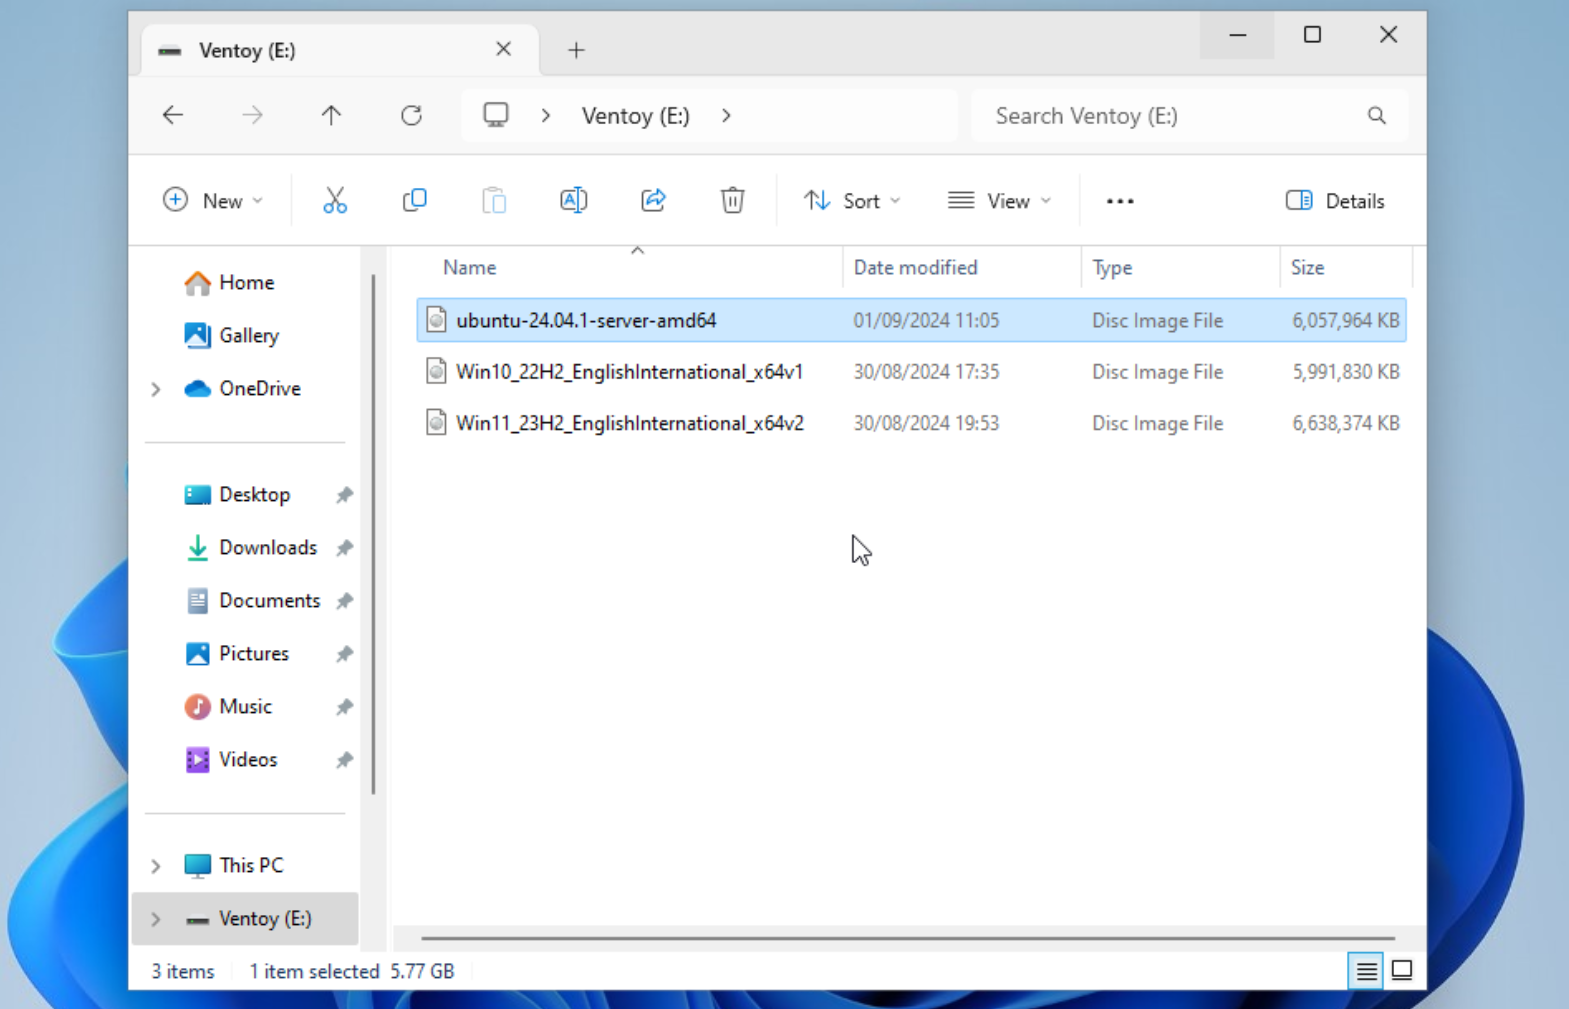 Ventoy (E:)
Ventoy (E:)
Search Ventoy (E:)
New
Sort
View
Details
Name Date modified Type Size
ubuntu-24.04.1-server-amd64 01/09/2024 11:05 Disc Image File 6,057,964 KB
Win10_22H2_EnglishInternational_x64v1 30/08/2024 17:35 Disc Image File 5,991,830 KB
Win11_23H2_EnglishInternational_x64v2 30/08/2024 19:53 Disc Image File 6,638,374 KB
Home
Gallery
OneDrive
Desktop
Downloads
Documents
Pictures
Music
Videos
This PC
Ventoy (E:)
3 items 1 item selected 5.77 GB